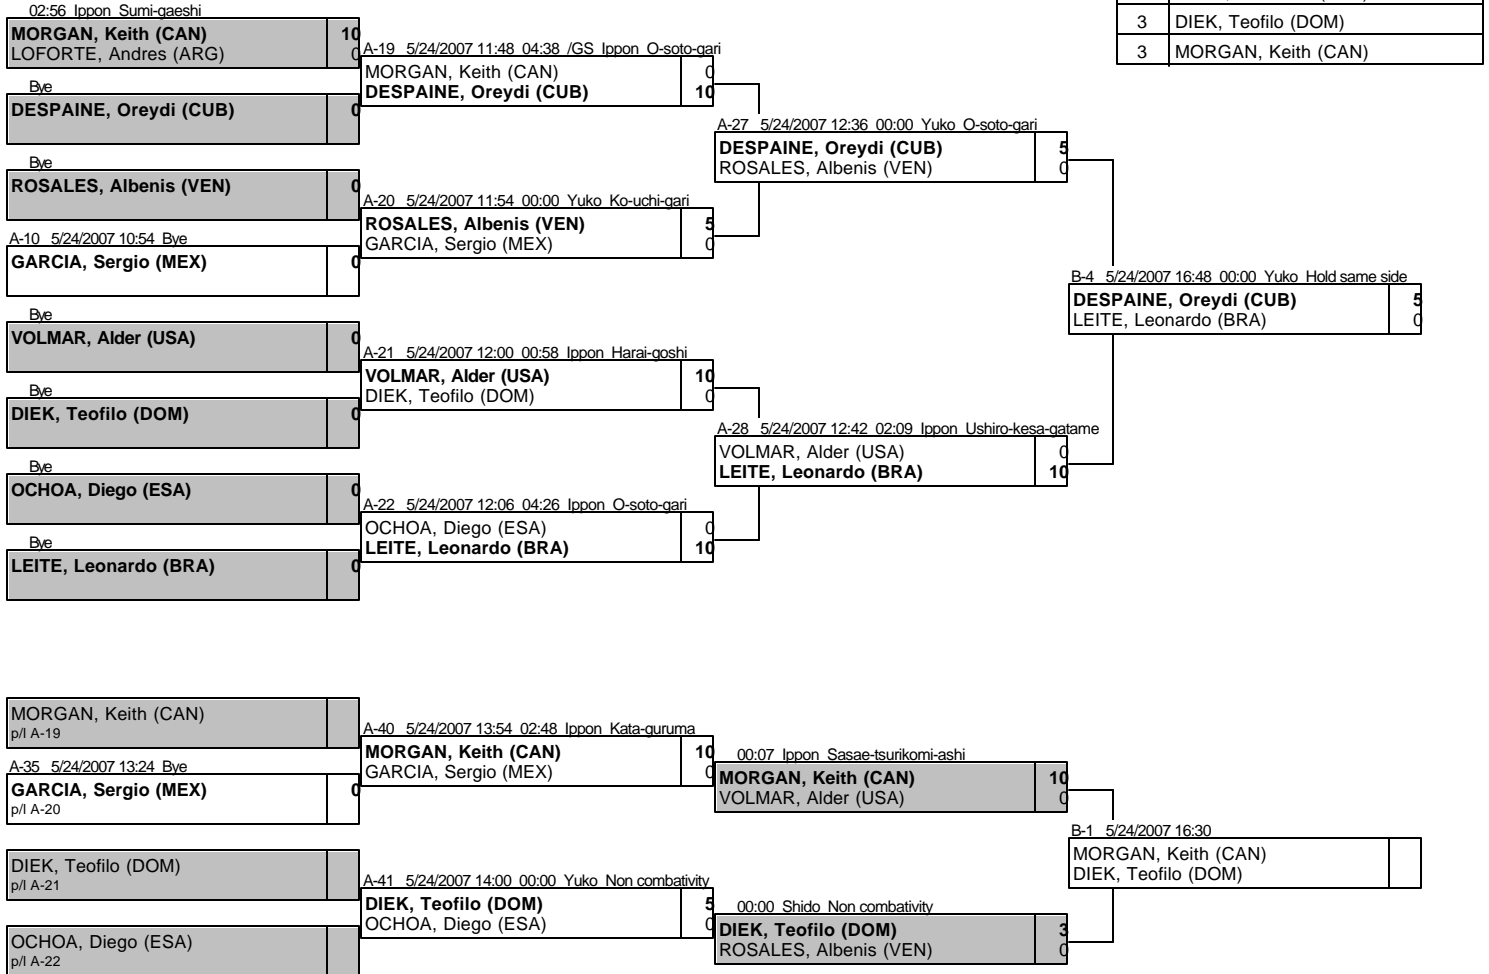 02:56 Ippon Sumi-gaeshi
MORGAN, Keith (CAN) 10
LOFORTE, Andres (ARG) 0
Bye
DESPAINE, Oreydi (CUB) 0
Bye
ROSALES, Albenis (VEN) 0
A-10 5/24/2007 10:54 Bye
GARCIA, Sergio (MEX) 0
Bye
VOLMAR, Alder (USA) 0
Bye
DIEK, Teofilo (DOM) 0
Bye
OCHOA, Diego (ESA) 0
Bye
LEITE, Leonardo (BRA) 0
A-19 5/24/2007 11:48 04:38 /GS Ippon O-soto-gari
MORGAN, Keith (CAN) 0
DESPAINE, Oreydi (CUB) 10
A-20 5/24/2007 11:54 00:00 Yuko Ko-uchi-gari
ROSALES, Albenis (VEN) 5
GARCIA, Sergio (MEX) 0
A-21 5/24/2007 12:00 00:58 Ippon Harai-goshi
VOLMAR, Alder (USA) 10
DIEK, Teofilo (DOM) 0
A-22 5/24/2007 12:06 04:26 Ippon O-soto-gari
OCHOA, Diego (ESA) 0
LEITE, Leonardo (BRA) 10
A-27 5/24/2007 12:36 00:00 Yuko O-soto-gari
DESPAINE, Oreydi (CUB) 5
ROSALES, Albenis (VEN) 0
A-28 5/24/2007 12:42 02:09 Ippon Ushiro-kesa-gatame
VOLMAR, Alder (USA) 0
LEITE, Leonardo (BRA) 10
3 DIEK, Teofilo (DOM)
3 MORGAN, Keith (CAN)
B-4 5/24/2007 16:48 00:00 Yuko Hold same side
DESPAINE, Oreydi (CUB) 5
LEITE, Leonardo (BRA) 0
MORGAN, Keith (CAN)
p/l A-19
A-35 5/24/2007 13:24 Bye
GARCIA, Sergio (MEX) 0
p/l A-20
DIEK, Teofilo (DOM)
p/l A-21
OCHOA, Diego (ESA)
p/l A-22
A-40 5/24/2007 13:54 02:48 Ippon Kata-guruma
MORGAN, Keith (CAN) 10
GARCIA, Sergio (MEX) 0
A-41 5/24/2007 14:00 00:00 Yuko Non combativity
DIEK, Teofilo (DOM) 5
OCHOA, Diego (ESA) 0
00:07 Ippon Sasae-tsurikomi-ashi
MORGAN, Keith (CAN) 10
VOLMAR, Alder (USA) 0
00:00 Shido Non combativity
DIEK, Teofilo (DOM) 3
ROSALES, Albenis (VEN) 0
B-1 5/24/2007 16:30
MORGAN, Keith (CAN)
DIEK, Teofilo (DOM)